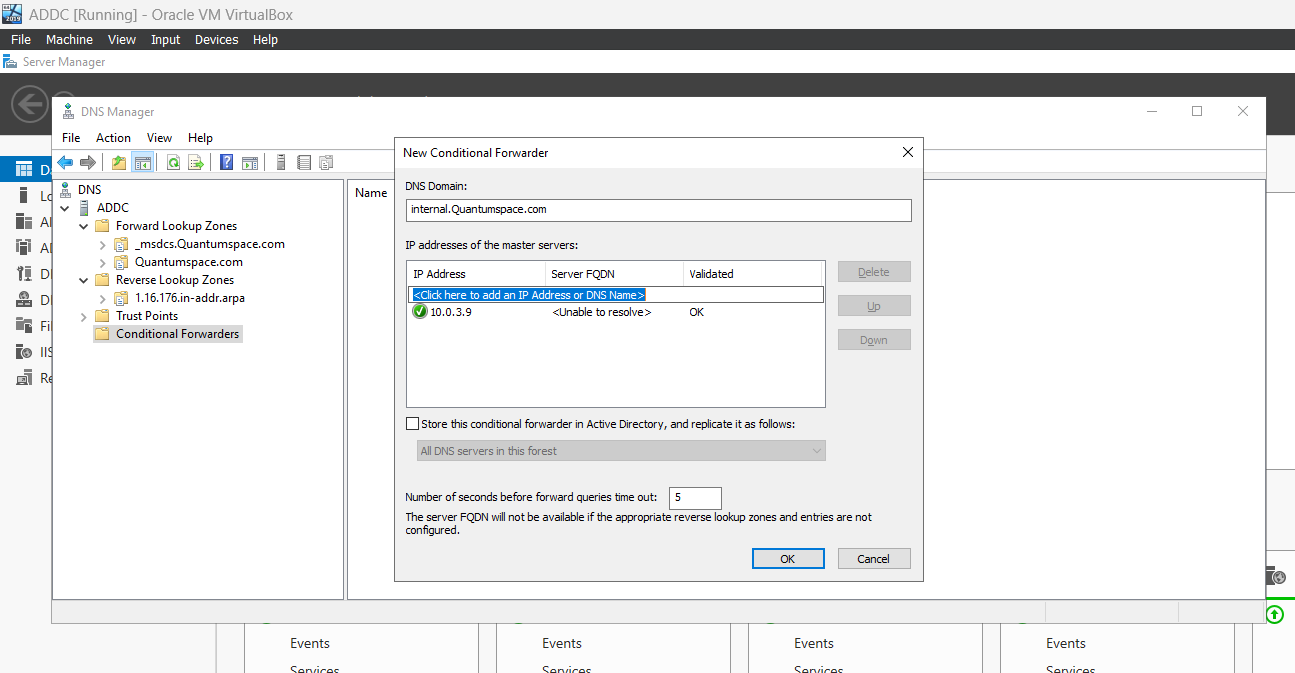 ADDC [Running] - Oracle VM VirtualBox
File Machine View Input Devices Help
Server Manager
DNS Manager
File Action View Help
DNS
ADDC
Forward Lookup Zones
_msdcs.Quantumspace.com
Quantumspace.com
Reverse Lookup Zones
1.16.176.in-addr.arpa
Trust Points
Conditional Forwarders
Name
New Conditional Forwarder
DNS Domain:
internal.Quantumspace.com
IP addresses of the master servers:
IP Address Server FQDN Validated
<Click here to add an IP Address or DNS Name>
10.0.3.9 <Unable to resolve> OK
Delete
Up
Down
Store this conditional forwarder in Active Directory, and replicate it as follows:
All DNS servers in this forest
Number of seconds before forward queries time out: 5
The server FQDN will not be available if the appropriate reverse lookup zones and entries are not
configured.
OK Cancel
Events Events Events Events
Services Services Services Services